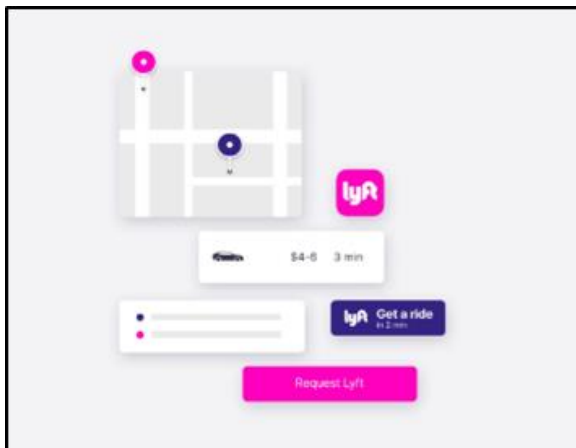 lyft
$4-6 3 min
lyft Get a ride
in 2 min
Request Lyft